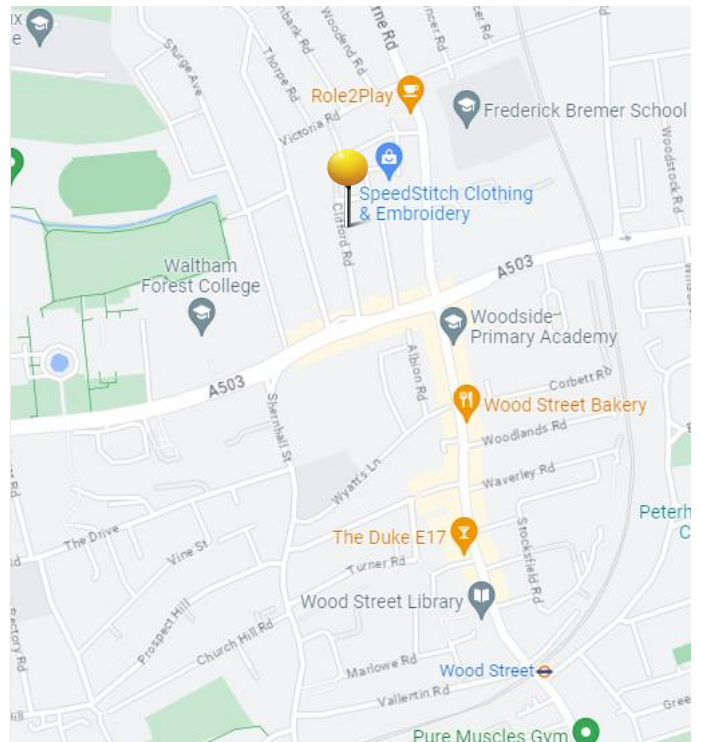 Sturge Ave
Thorpe Rd
Woodend Rd
Role2Play
Victoria Rd
Frederick Bremer School
Woodstock Rd
SpeedStitch Clothing
& Embroidery
Clifford Rd
Waltham
Forest College
A503
Woodside
Primary Academy
A503
Albion Rd
Corbett Rd
Shernhall St
Wood Street Bakery
Woodlands Rd
Wyatt's Ln
Waverley Rd
The Drive
Vine St
The Duke E17
Stocksfield Rd
Turner Rd
Prospect Hill
Wood Street Library
Church Hill Rd
Marlowe Rd
Wood Street
Vallentin Rd
Pure Muscles Gym